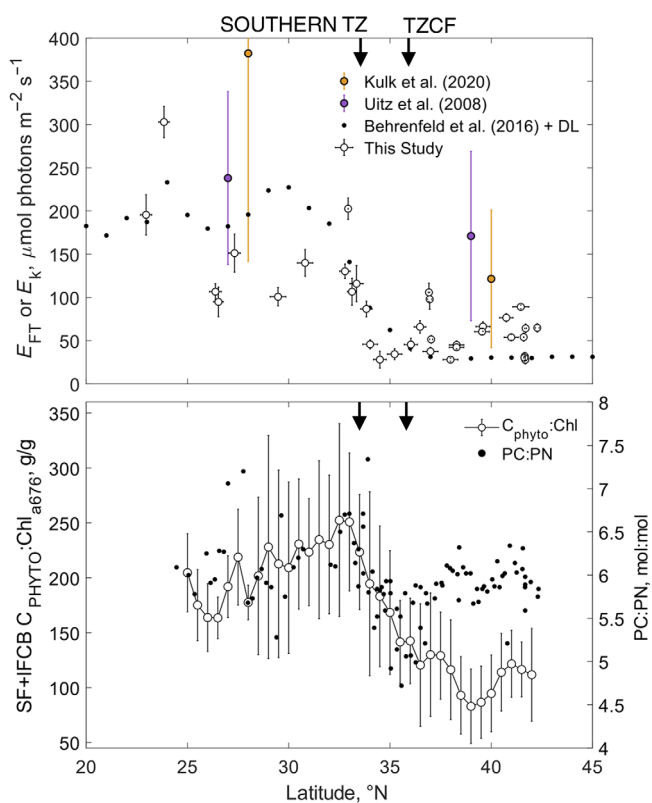 SOUTHERN TZ TZCF
400
350
300
250
200
150
100
50
0
E_FT or E_k, μmol photons m⁻² s⁻¹
Kulk et al. (2020)
Uitz et al. (2008)
Behrenfeld et al. (2016) + DL
This Study
350
300
250
200
150
100
50
SF+IFCB C_PHYTO:Chl_a676, g/g
C_phyto:Chl
PC:PN
8
7.5
7
6.5
6
5.5
5
4.5
4
PC:PN, mol:mol
20 25 30 35 40 45
Latitude, °N